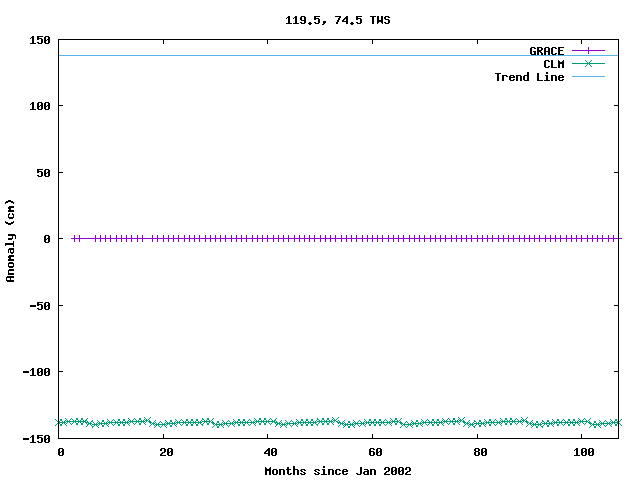 119.5, 74.5 TWS
150
100
50
0
-50
-100
-150
Anomaly (cm)
GRACE
CLM
Trend Line
0 20 40 60 80 100
Months since Jan 2002